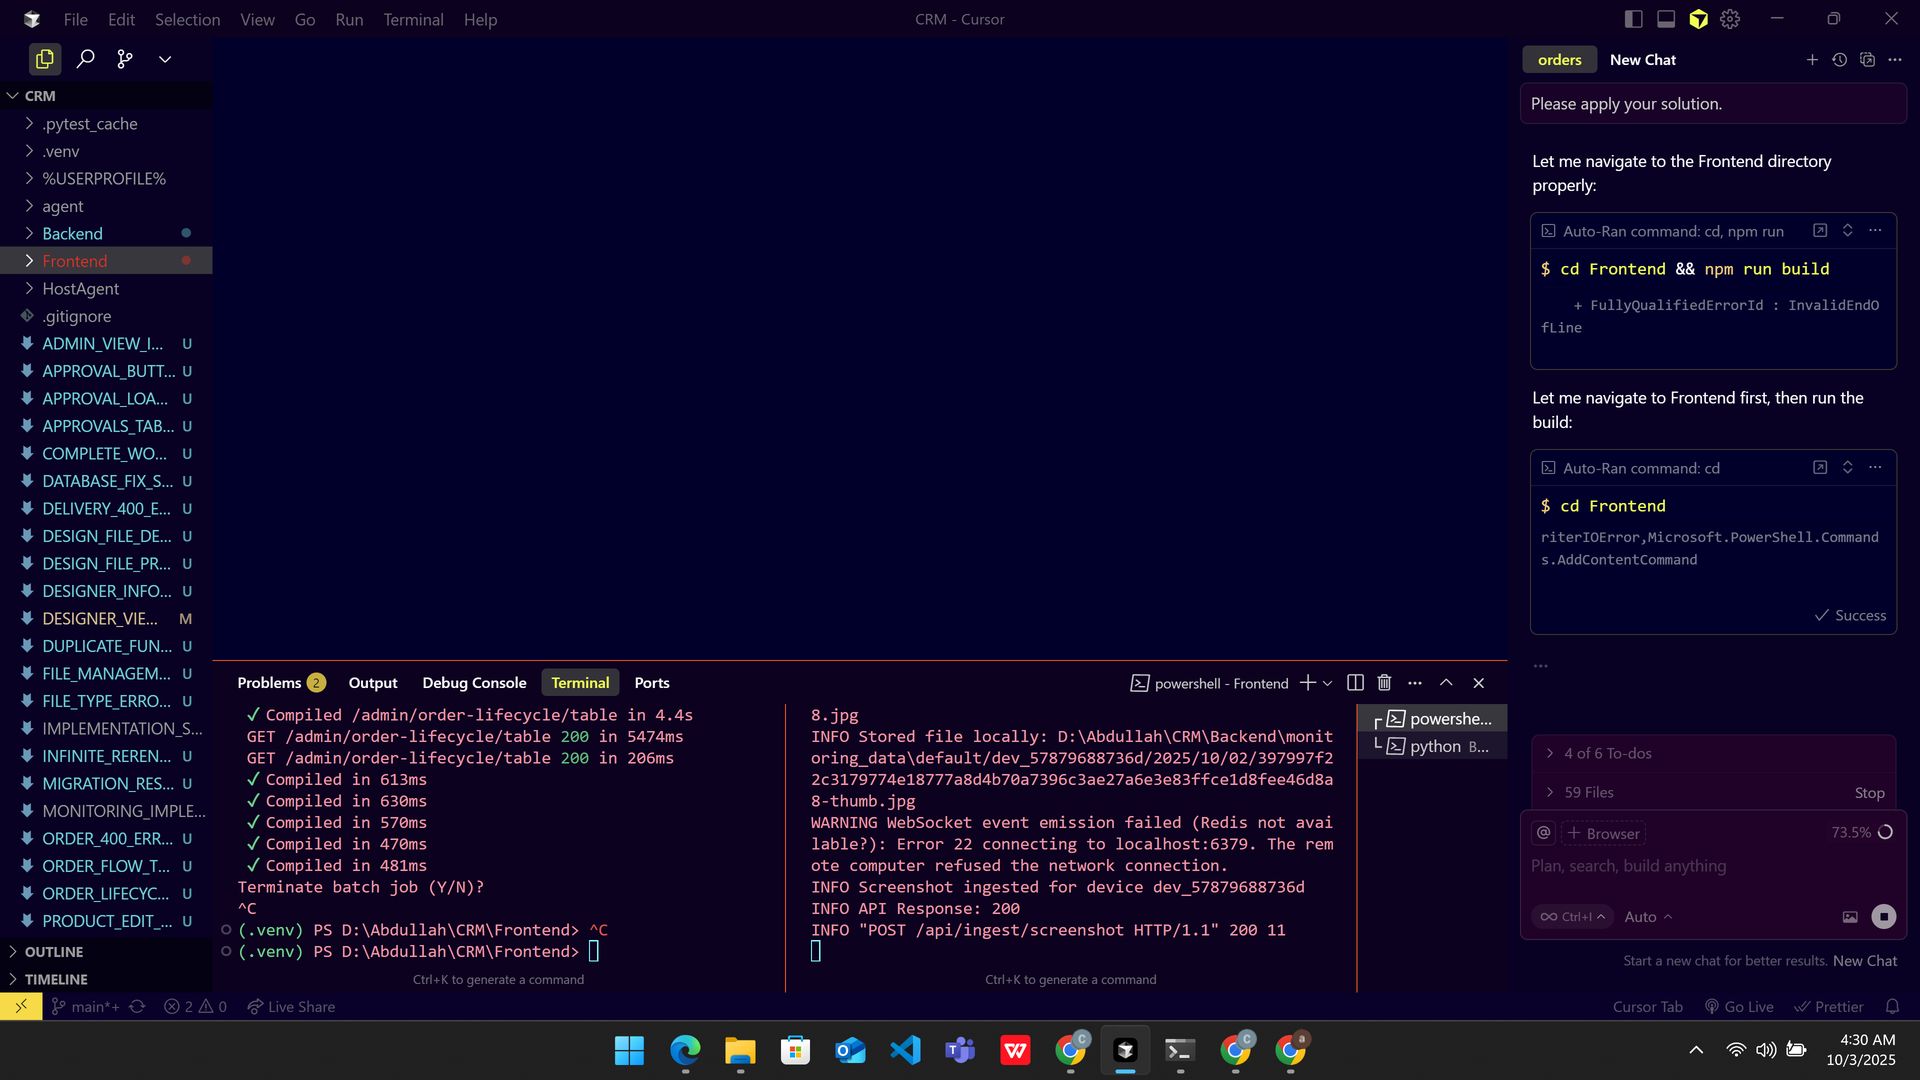 File Edit Selection View Go Run Terminal Help
CRM - Cursor
CRM
.pytest_cache
.venv
%USERPROFILE%
agent
Backend
Frontend
HostAgent
.gitignore
ADMIN_VIEW_I... U
APPROVAL_BUTT... U
APPROVAL_LOA... U
APPROVALS_TAB... U
COMPLETE_WO... U
DATABASE_FIX_S... U
DELIVERY_400_E... U
DESIGN_FILE_DE... U
DESIGN_FILE_PR... U
DESIGNER_INFO... U
DESIGNER_VIE... M
DUPLICATE_FUN... U
FILE_MANAGEM... U
FILE_TYPE_ERRO... U
IMPLEMENTATION_S...
INFINITE_REREN... U
MIGRATION_RES... U
MONITORING_IMPLE...
ORDER_400_ERR... U
ORDER_FLOW_T... U
ORDER_LIFECYC... U
PRODUCT_EDIT_... U
OUTLINE
TIMELINE
Problems 2 Output Debug Console Terminal Ports
powershell - Frontend
✓ Compiled /admin/order-lifecycle/table in 4.4s
GET /admin/order-lifecycle/table 200 in 5474ms
GET /admin/order-lifecycle/table 200 in 206ms
✓ Compiled in 613ms
✓ Compiled in 630ms
✓ Compiled in 570ms
✓ Compiled in 470ms
✓ Compiled in 481ms
Terminate batch job (Y/N)?
^C
(.venv) PS D:\Abdullah\CRM\Frontend> ^C
(.venv) PS D:\Abdullah\CRM\Frontend>
Ctrl+K to generate a command
8.jpg
INFO Stored file locally: D:\Abdullah\CRM\Backend\monit
oring_data\default/dev_57879688736d/2025/10/02/397997f2
2c3179774e18777a8d4b70a7396c3ae27a6e3e83ffce1d8fee46d8a
8-thumb.jpg
WARNING WebSocket event emission failed (Redis not avai
lable?): Error 22 connecting to localhost:6379. The rem
ote computer refused the network connection.
INFO Screenshot ingested for device dev_57879688736d
INFO API Response: 200
INFO "POST /api/ingest/screenshot HTTP/1.1" 200 11
Ctrl+K to generate a command
powershe...
python B...
orders New Chat
Please apply your solution.
Let me navigate to the Frontend directory
properly:
Auto-Ran command: cd, npm run
$ cd Frontend && npm run build
+ FullyQualifiedErrorId : InvalidEndO
fLine
Let me navigate to Frontend first, then run the
build:
Auto-Ran command: cd
$ cd Frontend
riterIOError,Microsoft.PowerShell.Command
s.AddContentCommand
Success
4 of 6 To-dos
59 Files Stop
@ + Browser 73.5%
Plan, search, build anything
∞ Ctrl+I Auto
Start a new chat for better results. New Chat
main*+ 2 0 Live Share
Cursor Tab Go Live Prettier
4:30 AM
10/3/2025